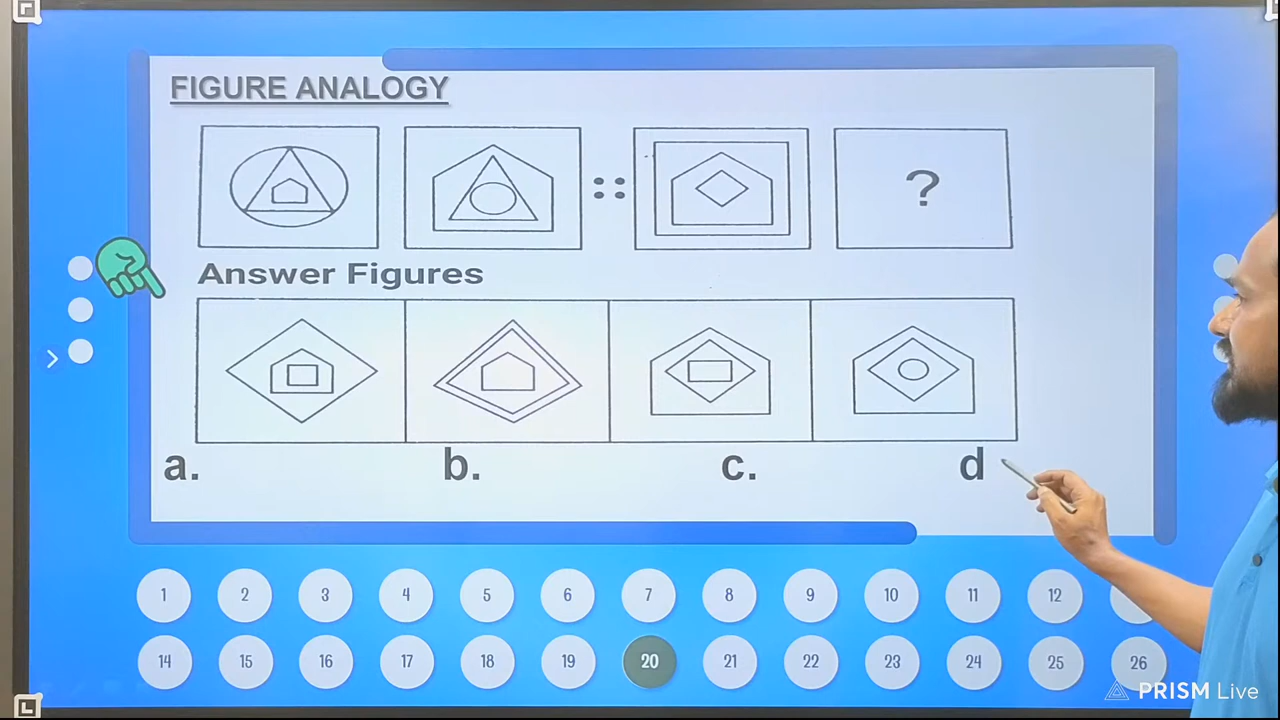 FIGURE ANALOGY
?
Answer Figures
a. b. c. d
1 2 3 4 5 6 7 8 9 10 11 12
14 15 16 17 18 19 20 21 22 23 24 25 26
PRISM Live